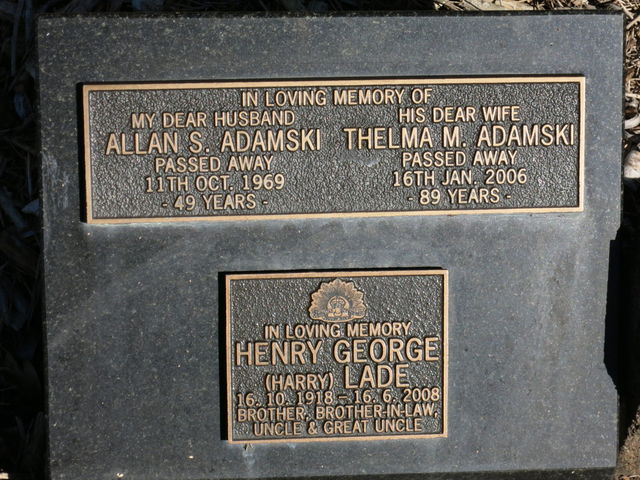 IN LOVING MEMORY OF
MY DEAR HUSBAND
ALLAN S. ADAMSKI
PASSED AWAY
11TH OCT. 1969
- 49 YEARS -
HIS DEAR WIFE
THELMA M. ADAMSKI
PASSED AWAY
16TH JAN. 2006
- 89 YEARS -
IN LOVING MEMORY
HENRY GEORGE
(HARRY) LADE
16. 10. 1918 - 16. 6. 2008
BROTHER, BROTHER-IN-LAW,
UNCLE & GREAT UNCLE